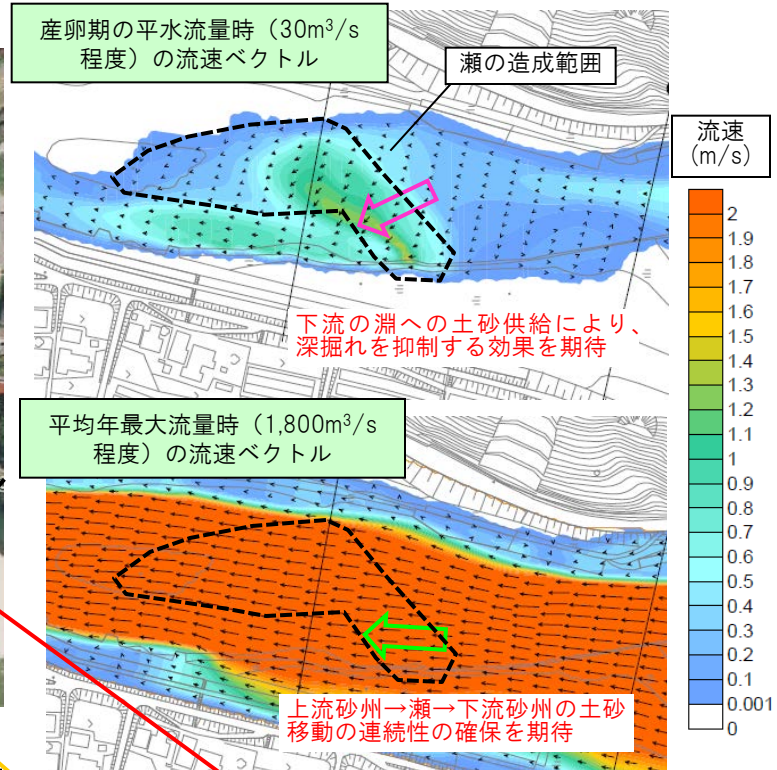 産卵期の平水流量時（30m³/s
程度）の流速ベクトル
瀬の造成範囲
流速
(m/s)
下流の淵への土砂供給により、
深掘れを抑制する効果を期待
平均年最大流量時（1,800m³/s
程度）の流速ベクトル
上流砂州→瀬→下流砂州の土砂
移動の連続性の確保を期待
2
1.9
1.8
1.7
1.6
1.5
1.4
1.3
1.2
1.1
1
0.9
0.8
0.7
0.6
0.5
0.4
0.3
0.2
0.1
0.001
0